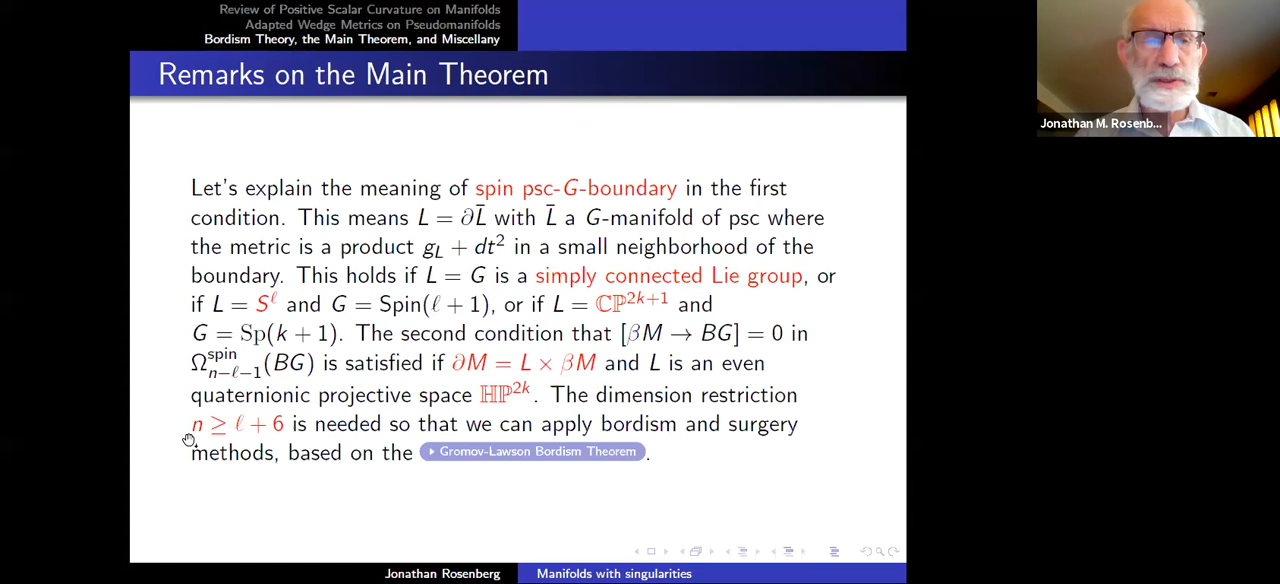 Review of Positive Scalar Curvature on Manifolds
Adapted Wedge Metrics on Pseudomanifolds
Bordism Theory, the Main Theorem, and Miscellany
Remarks on the Main Theorem
Let's explain the meaning of spin psc-G-boundary in the first
condition. This means L = ∂L̄ with L̄ a G-manifold of psc where
the metric is a product g_L + dt² in a small neighborhood of the
boundary. This holds if L = G is a simply connected Lie group, or
if L = S^ℓ and G = Spin(ℓ + 1), or if L = ℂℙ^{2k+1} and
G = Sp(k + 1). The second condition that [βM → BG] = 0 in
Ω^{spin}_{n−ℓ−1}(BG) is satisfied if ∂M = L × βM and L is an even
quaternionic projective space ℍℙ^{2k}. The dimension restriction
n ≥ ℓ + 6 is needed so that we can apply bordism and surgery
methods, based on the Gromov-Lawson Bordism Theorem.
Jonathan Rosenberg Manifolds with singularities
Jonathan M. Rosenb...